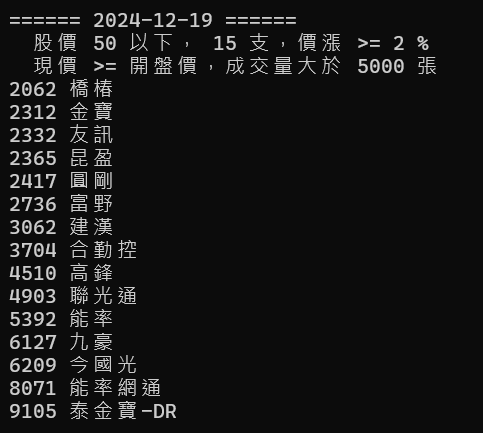 ====== 2024-12-19 ======
股價 50 以下， 15 支，價漲 >= 2 %
現價 >= 開盤價，成交量大於 5000 張
2062 橋椿
2312 金寶
2332 友訊
2365 昆盈
2417 圓剛
2736 富野
3062 建漢
3704 合勤控
4510 高鋒
4903 聯光通
5392 能率
6127 九豪
6209 今國光
8071 能率網通
9105 泰金寶-DR